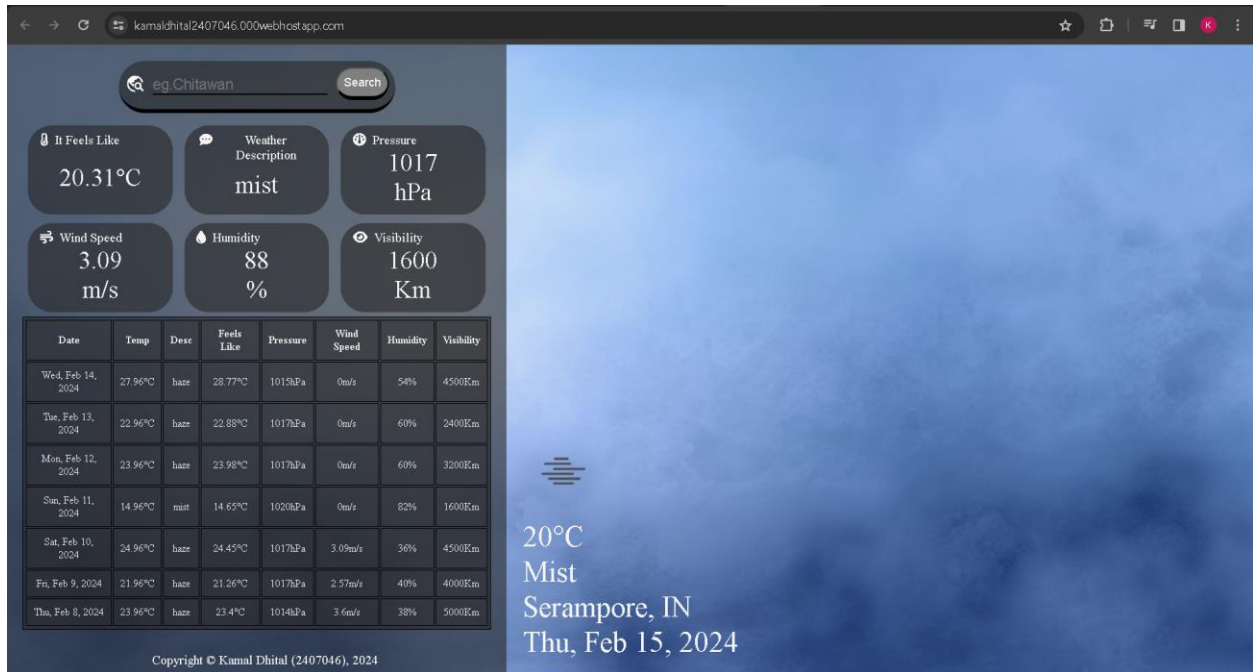 kamaldhital2407046.000webhostapp.com
K
eg.Chitawan
Search
It Feels Like
20.31°C
Weather
Description
mist
Pressure
1017
hPa
Wind Speed
3.09
m/s
Humidity
88
%
Visibility
1600
Km
Date Temp Desc Feels Like Pressure Wind Speed Humidity Visibility
Wed, Feb 14, 2024 27.96°C haze 28.77°C 1015hPa 0m/s 54% 4500Km
Tue, Feb 13, 2024 22.96°C haze 22.88°C 1017hPa 0m/s 60% 2400Km
Mon, Feb 12, 2024 23.96°C haze 23.98°C 1017hPa 0m/s 60% 3200Km
Sun, Feb 11, 2024 14.96°C mist 14.65°C 1020hPa 0m/s 82% 1600Km
Sat, Feb 10, 2024 24.96°C haze 24.45°C 1017hPa 3.09m/s 36% 4500Km
Fri, Feb 9, 2024 21.96°C haze 21.26°C 1017hPa 2.57m/s 40% 4000Km
Thu, Feb 8, 2024 23.96°C haze 23.4°C 1014hPa 3.6m/s 38% 5000Km
Copyright © Kamal Dhital (2407046), 2024
20°C
Mist
Serampore, IN
Thu, Feb 15, 2024